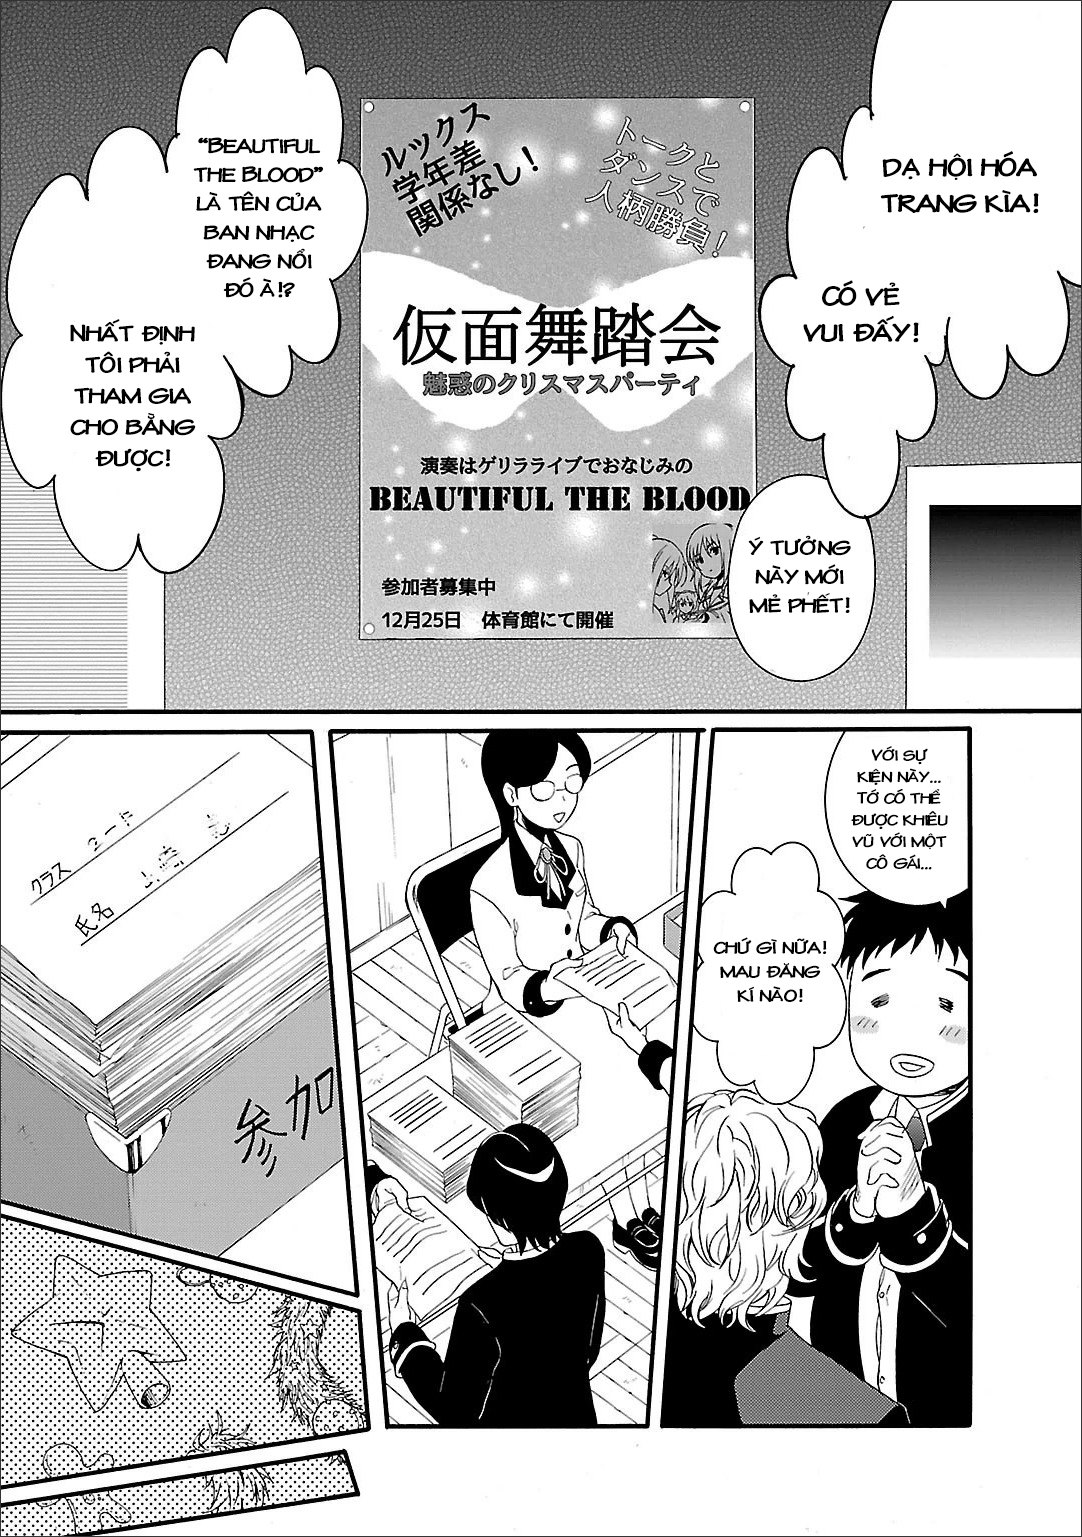 DẠ HỘI HÓA
TRANG KÌA!
CÓ VẺ
VUI ĐẤY!
ルックス
学年差
関係なし!
トークと
ダンスで
人柄勝負!
仮面舞踏会
魅惑のクリスマスパーティ
演奏はゲリラライブでおなじみの
BEAUTIFUL THE BLOOD
参加者募集中
12月25日 体育館にて開催
Ý TƯỞNG
NÀY MỚI
MẺ PHẾT!
“BEAUTIFUL
THE BLOOD”
LÀ TÊN CỦA
BAN NHẠC
ĐANG NỔI
ĐÓ À!?
NHẤT ĐỊNH
TÔI PHẢI
THAM GIA
CHO BẰNG
ĐƯỢC!
VỚI SỰ
KIỆN NÀY...
TỚ CÓ THỂ
ĐƯỢC KHIÊU
VŨ VỚI MỘT
CÔ GÁI...
CHỨ GÌ NỮA!
MAU ĐĂNG
KÍ NÀO!
クラス
氏名
参加